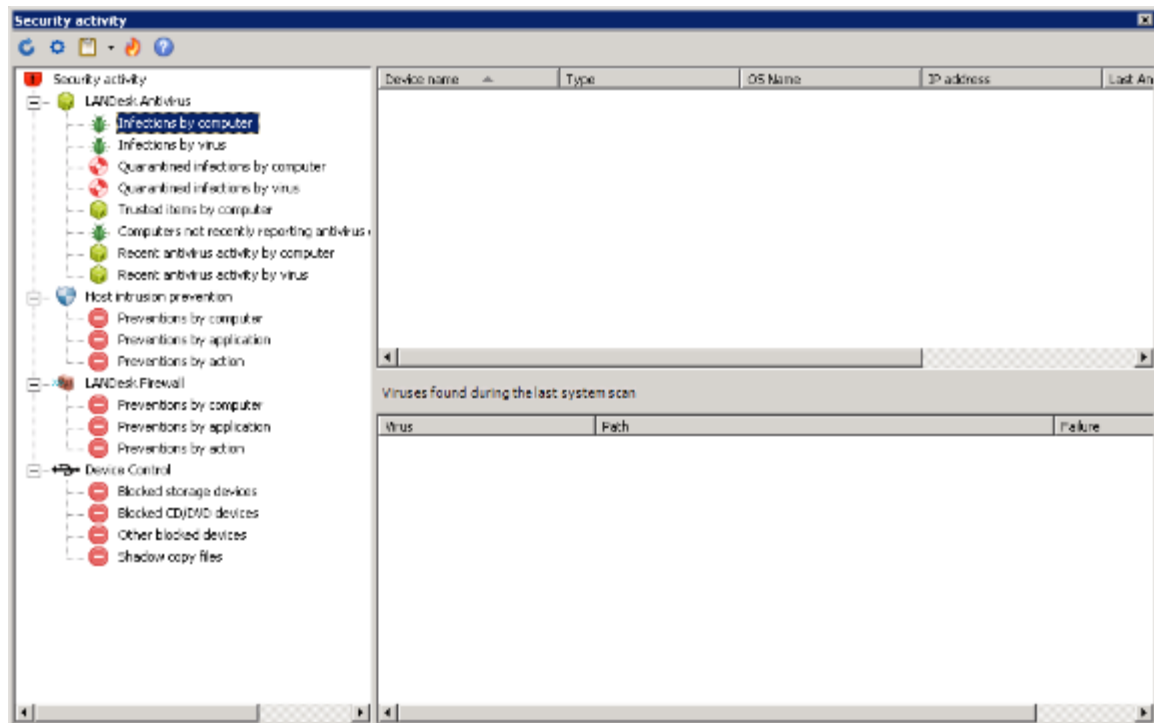 Security activity
Security activity
LANDesk Antivirus
Infections by computer
Infections by virus
Quarantined infections by computer
Quarantined infections by virus
Trusted items by computer
Computers not recently reporting antivirus
Recent antivirus activity by computer
Recent antivirus activity by virus
Host intrusion prevention
Preventions by computer
Preventions by application
Preventions by action
LANDesk Firewall
Preventions by computer
Preventions by application
Preventions by action
Device Control
Blocked storage devices
Blocked CD/DVD devices
Other blocked devices
Shadow copy files
Device name Type OS Name IP address Last An
Viruses found during the last system scan
Virus Path Failure